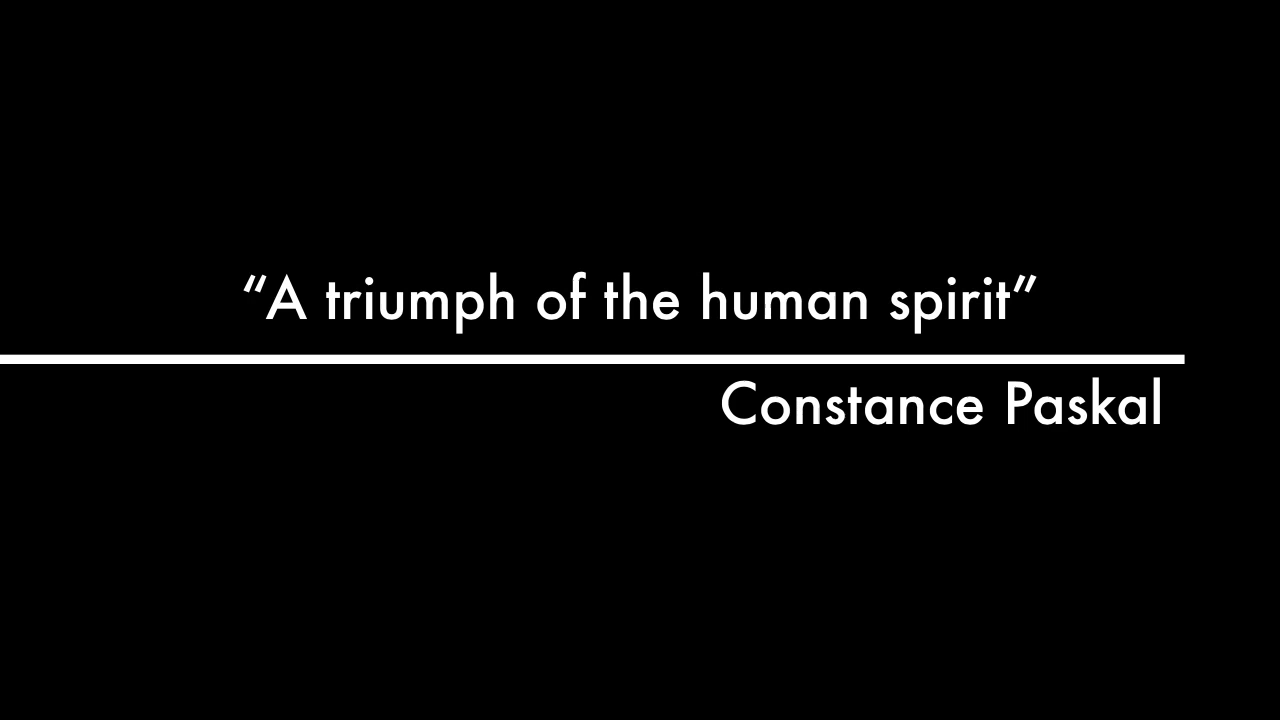 “A triumph of the human spirit”
Constance Paskal